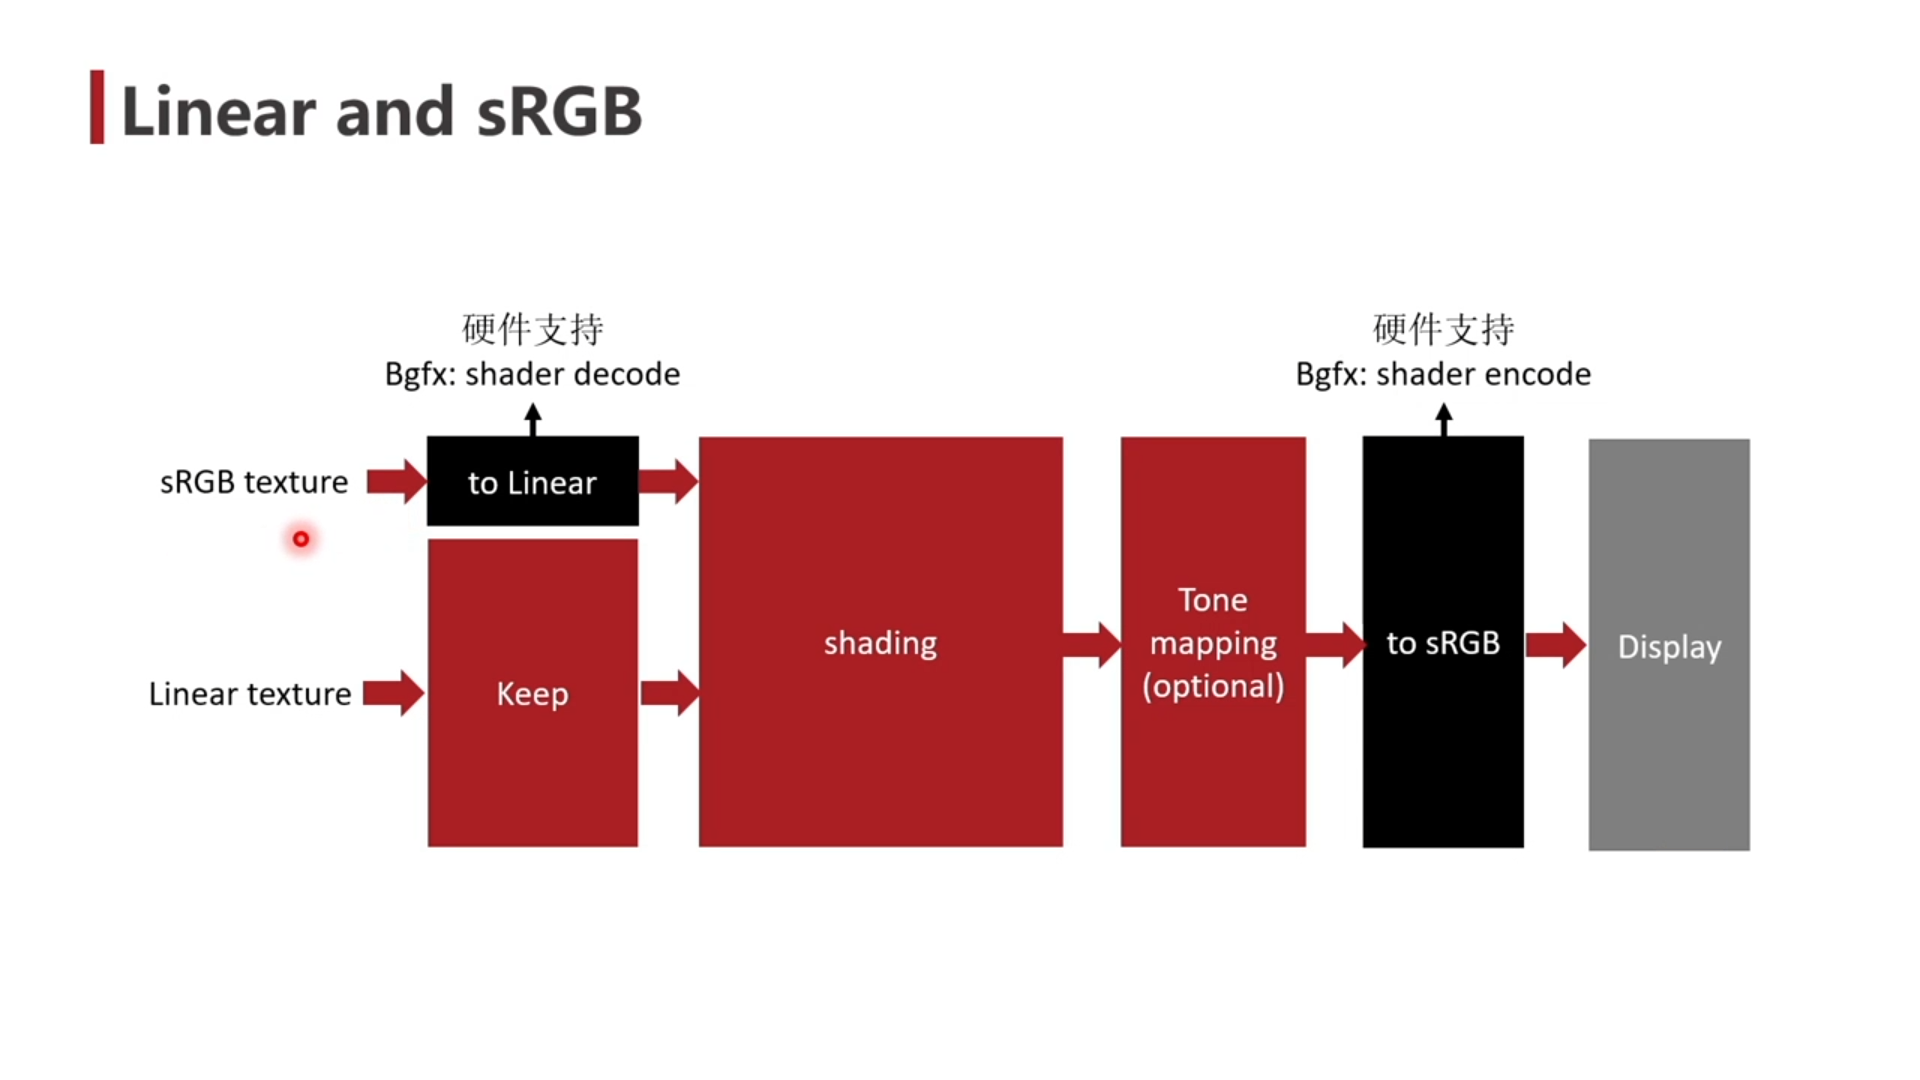 Linear and sRGB
硬件支持
Bgfx: shader decode
硬件支持
Bgfx: shader encode
sRGB texture
to Linear
Linear texture
Keep
shading
Tone
mapping
(optional)
to sRGB
Display